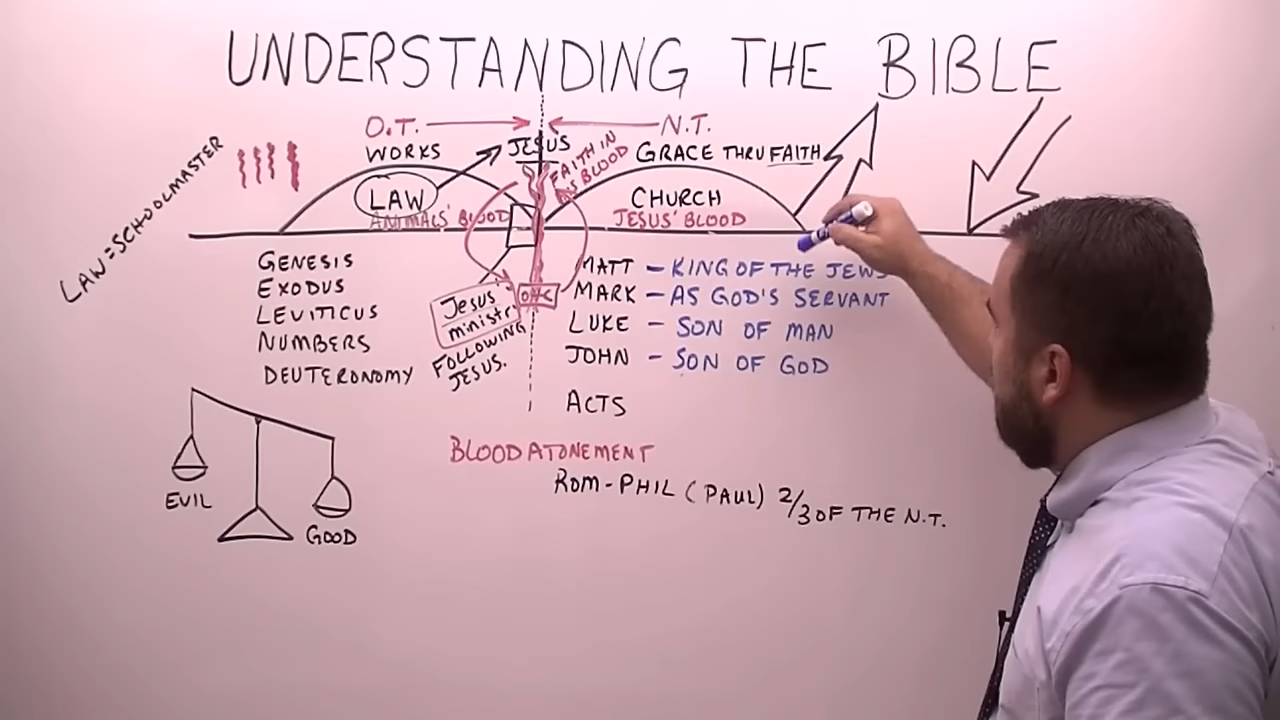 UNDERSTANDING THE BIBLE
O.T.
N.T.
WORKS
JESUS
FAITH IN
BLOOD
GRACE THRU FAITH
LAW = SCHOOLMASTER
LAW
ANIMALS' BLOOD
CHURCH
JESUS' BLOOD
GENESIS
EXODUS
LEVITICUS
NUMBERS
DEUTERONOMY
Jesus'
ministry
FOLLOWING
JESUS.
MATT - KING OF THE JEWS
MARK - AS GOD'S SERVANT
LUKE - SON OF MAN
JOHN - SON OF GOD
ACTS
BLOOD ATONEMENT
ROM - PHIL (PAUL) 2/3 OF THE N.T.
EVIL
GOOD